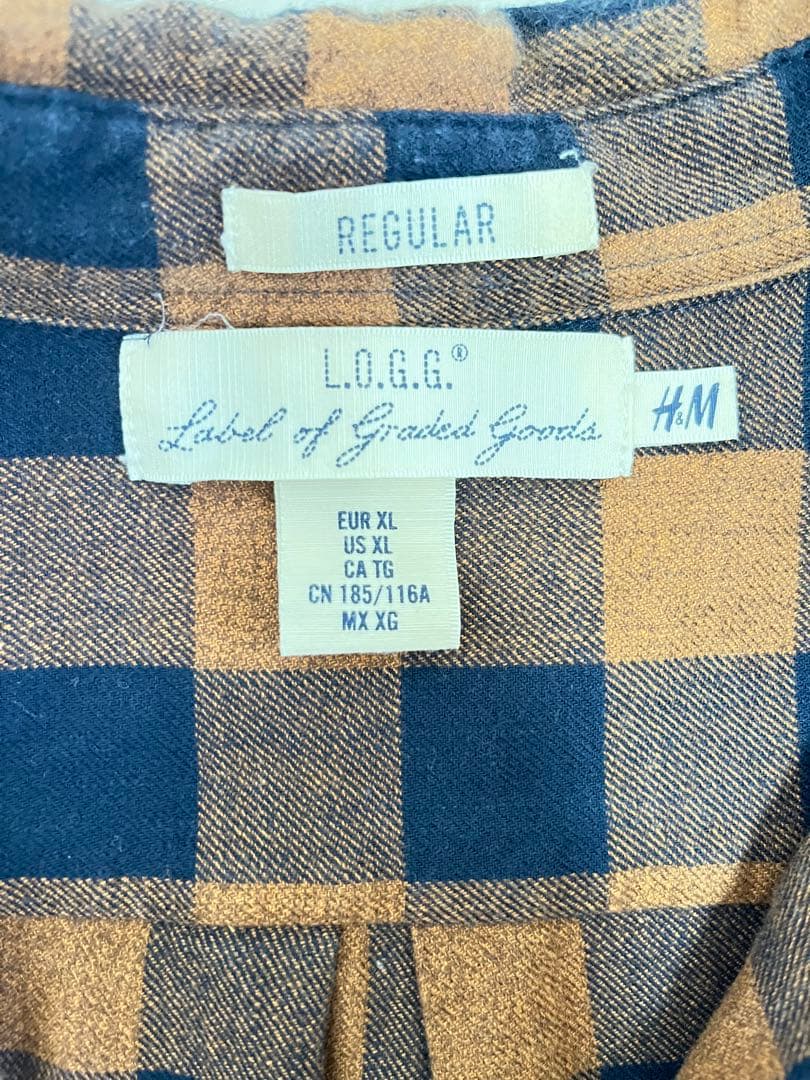 REGULAR
L.O.G.G.®
Label of Graded Goods
H&M
EUR XL
US XL
CA TG
CN 185/116A
MX XG